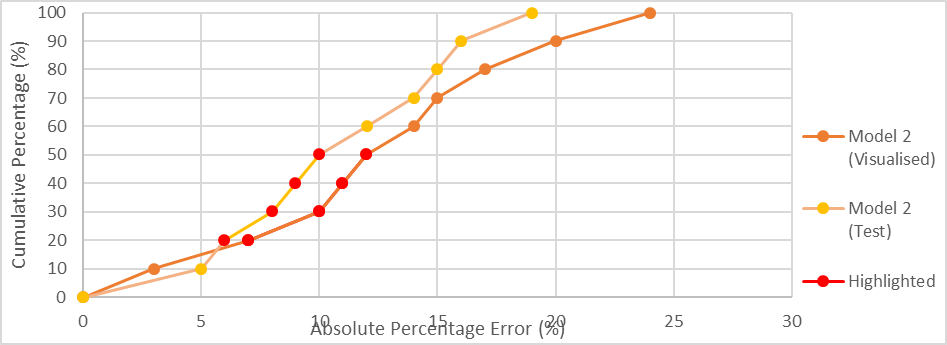 100
90
80
70
60
50
40
30
20
10
0
Cumulative Percentage (%)
0 5 10 15 20 25 30
Absolute Percentage Error (%)
Model 2
(Visualised)
Model 2
(Test)
Highlighted